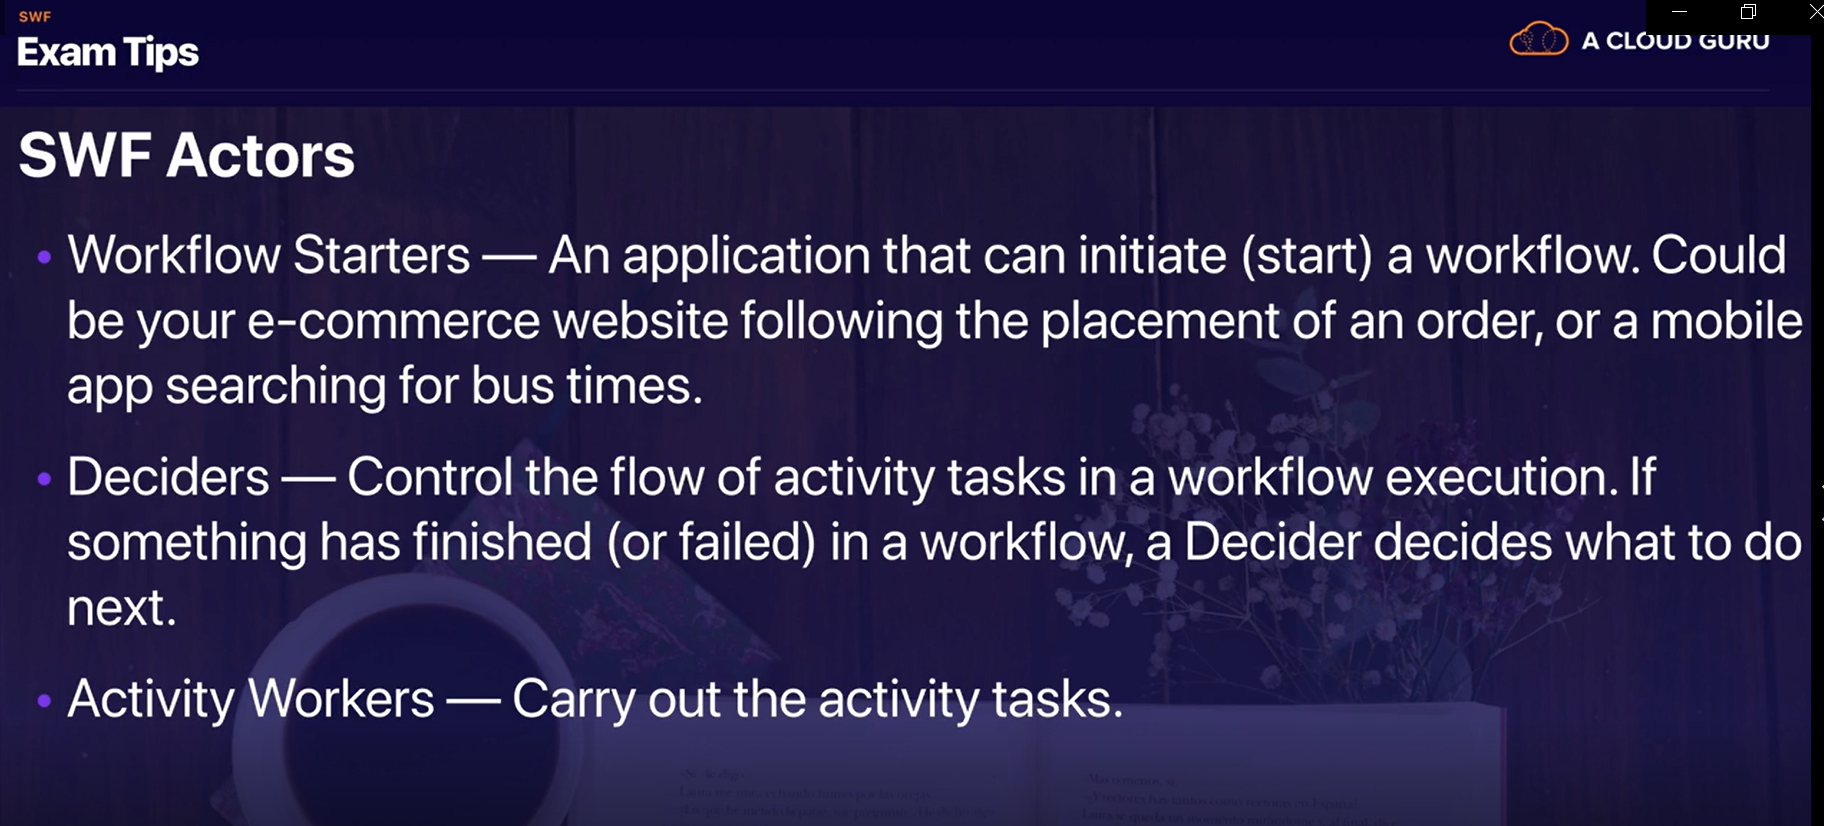 SWF
Exam Tips
A CLOUD GURU
SWF Actors
• Workflow Starters — An application that can initiate (start) a workflow. Could
be your e-commerce website following the placement of an order, or a mobile
app searching for bus times.
• Deciders — Control the flow of activity tasks in a workflow execution. If
something has finished (or failed) in a workflow, a Decider decides what to do
next.
• Activity Workers — Carry out the activity tasks.